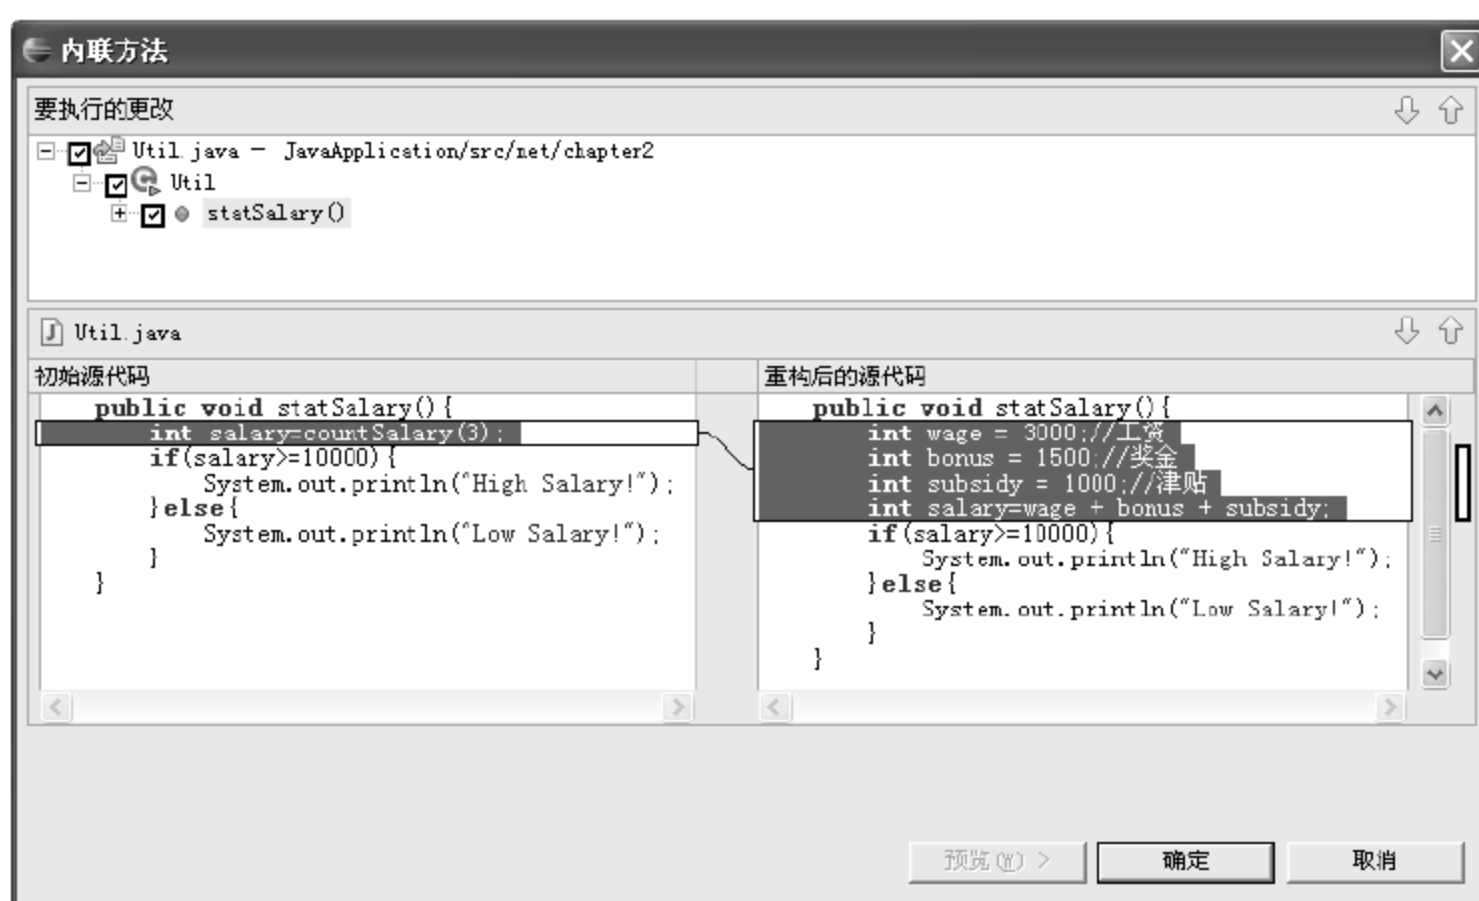 内联方法
要执行的更改
Util.java - JavaApplication/src/net/chapter2
Util
statSalary()
Util.java
初始源代码
public void statSalary(){
int salary=countSalary(3);
if(salary>=10000){
System.out.println("High Salary!");
}else{
System.out.println("Low Salary!");
}
}
重构后的源代码
public void statSalary(){
int wage = 3000;//工资
int bonus = 1500;//奖金
int subsidy = 1000;//津贴
int salary=wage + bonus + subsidy;
if(salary>=10000){
System.out.println("High Salary!");
}else{
System.out.println("Low Salary!");
}
}
预览(W) >
确定
取消